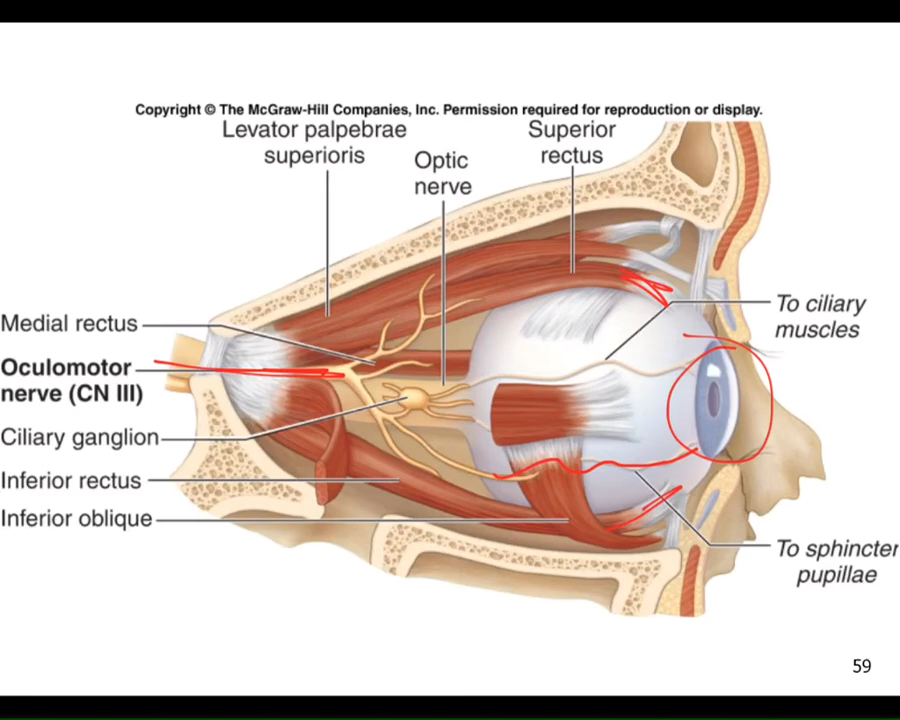 Copyright © The McGraw-Hill Companies, Inc. Permission required for reproduction or display.
Levator palpebrae
superioris
Optic
nerve
Superior
rectus
Medial rectus
Oculomotor
nerve (CN III)
Ciliary ganglion
Inferior rectus
Inferior oblique
To ciliary
muscles
To sphincter
pupillae
59